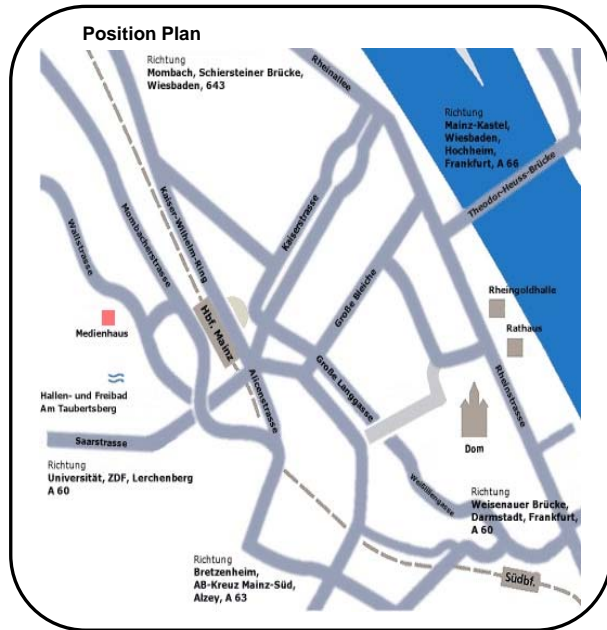 Position Plan
Richtung
Mombach, Schiersteiner Brücke,
Wiesbaden, 643
Rheinallee
Richtung
Mainz-Kastel,
Wiesbaden,
Hochheim,
Frankfurt, A 66
Theodor-Heuss-Brücke
Wallstrasse
Mombacherstrasse
Kaiser-Wilhelm-Ring
Kaiserstrasse
Große Bleiche
Rheingoldhalle
Rathaus
Medienhaus
Hbf. Mainz
Große Langgasse
Rheinstrasse
Hallen- und Freibad
Am Taubertsberg
Alicenstrasse
Dom
Saarstrasse
Richtung
Universität, ZDF, Lerchenberg
A 60
Weißliliengasse
Richtung
Weisenauer Brücke,
Darmstadt, Frankfurt,
A 60
Richtung
Bretzenheim,
AB-Kreuz Mainz-Süd,
Alzey, A 63
Südbf.